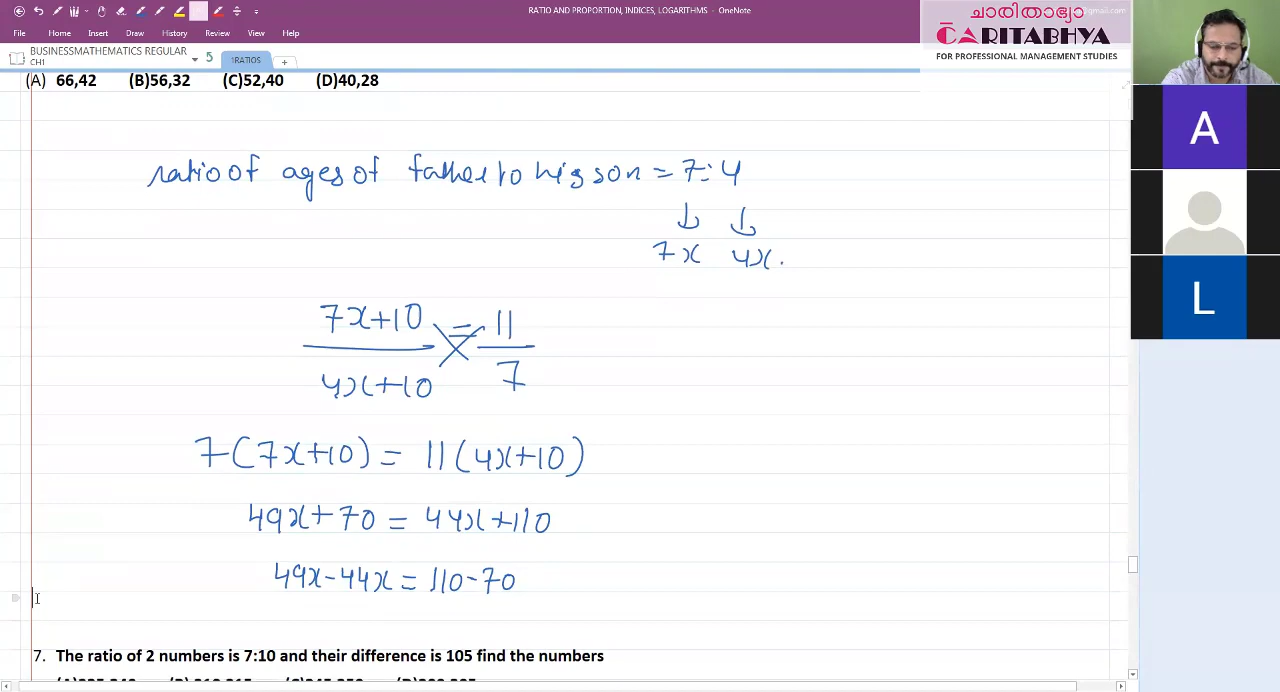 RATIO AND PROPORTION, INDICES, LOGARITHMS - OneNote
ചാരിതാഭ്യാ
@gmail.com
CARITABHYA
FOR PROFESSIONAL MANAGEMENT STUDIES
File Home Insert Draw History Review View Help
BUSINESSMATHEMATICS REGULAR
CH1
5
\RATIOS
(A) 66,42 (B)56,32 (C)52,40 (D)40,28
ratio of ages of father to his son = 7:4
7x 4x.
7x+10 = 11
4x+10 7
7(7x+10) = 11(4x+10)
49x+70 = 44x+110
49x-44x = 110-70
7. The ratio of 2 numbers is 7:10 and their difference is 105 find the numbers
A
L